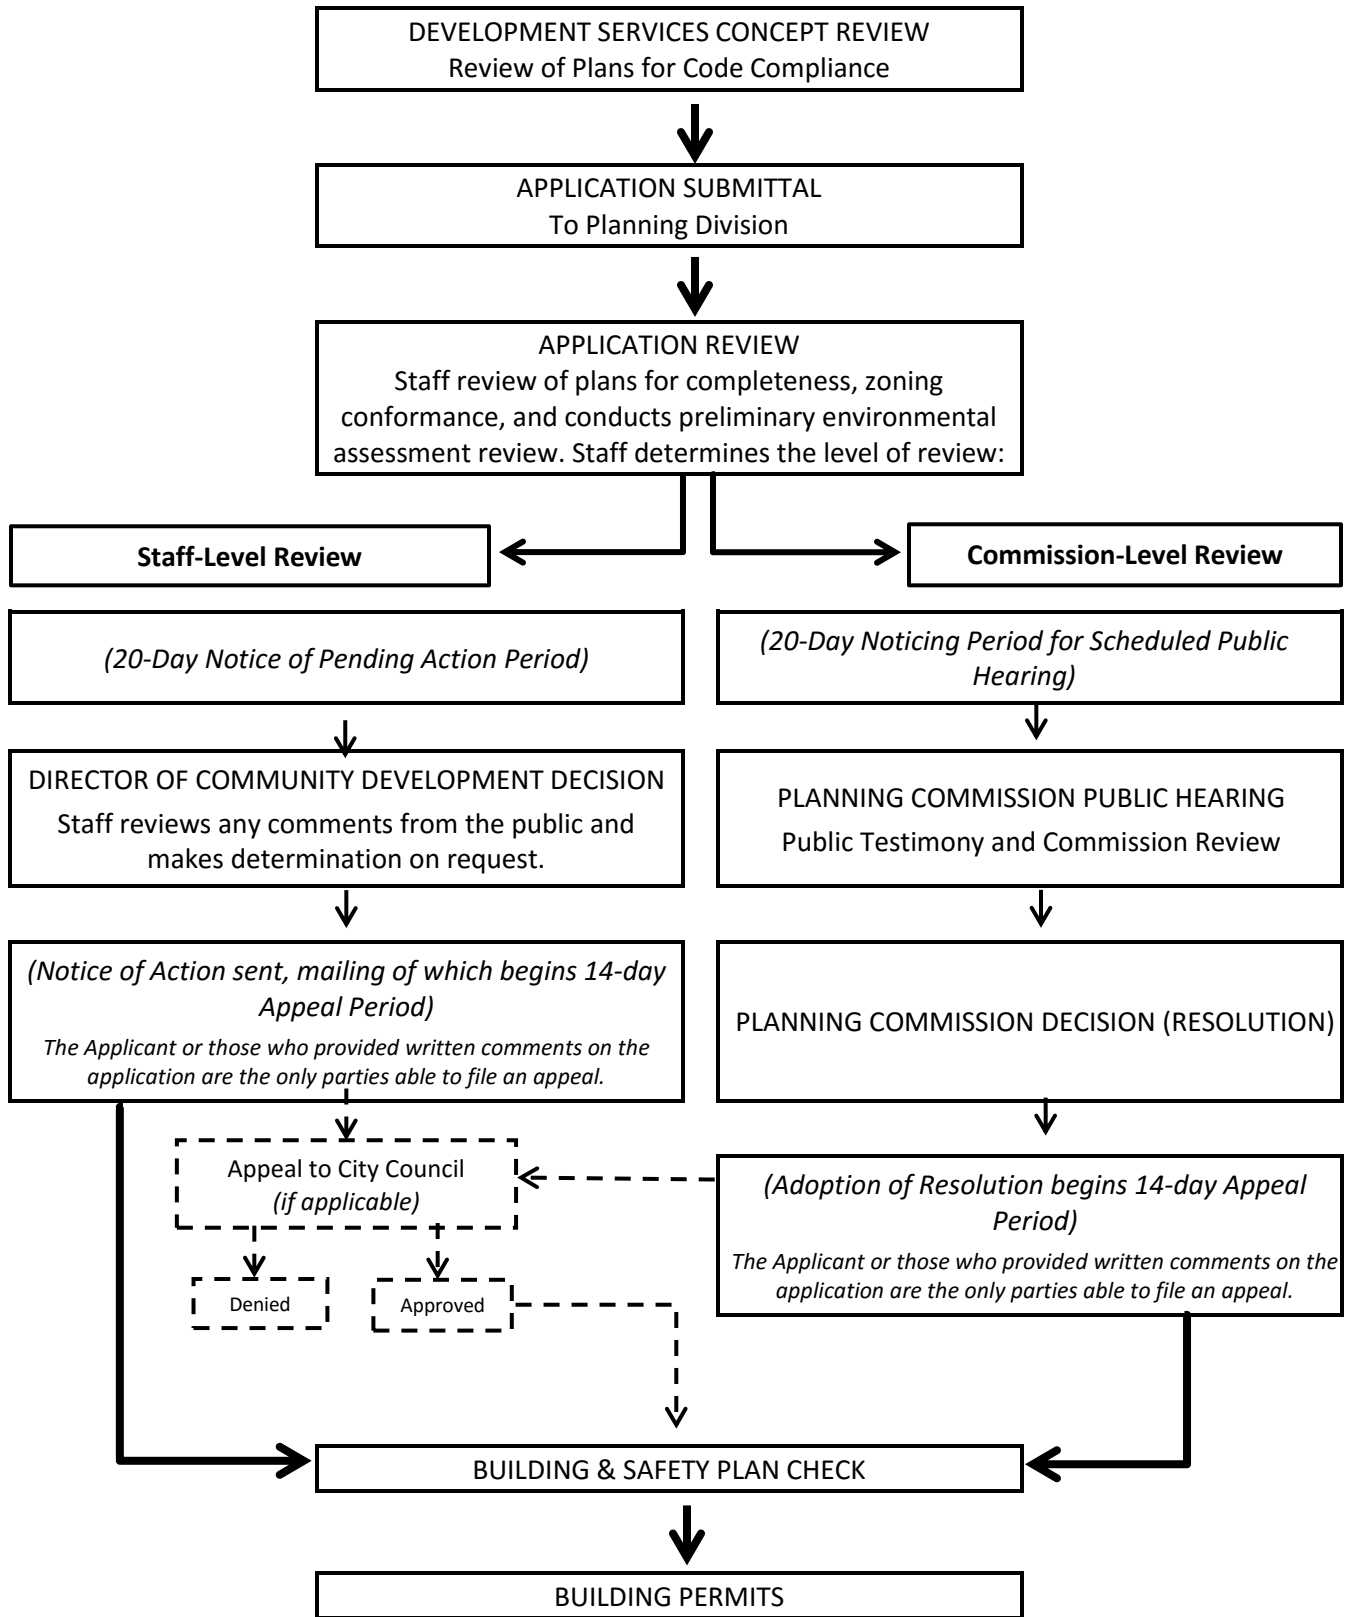 DEVELOPMENT SERVICES CONCEPT REVIEW
Review of Plans for Code Compliance
APPLICATION SUBMITTAL
To Planning Division
APPLICATION REVIEW
Staff review of plans for completeness, zoning
conformance, and conducts preliminary environmental
assessment review. Staff determines the level of review:
Staff-Level Review
Commission-Level Review
(20-Day Notice of Pending Action Period)
(20-Day Noticing Period for Scheduled Public
Hearing)
DIRECTOR OF COMMUNITY DEVELOPMENT DECISION
Staff reviews any comments from the public and
makes determination on request.
PLANNING COMMISSION PUBLIC HEARING
Public Testimony and Commission Review
(Notice of Action sent, mailing of which begins 14-day
Appeal Period)
The Applicant or those who provided written comments on the
application are the only parties able to file an appeal.
PLANNING COMMISSION DECISION (RESOLUTION)
Appeal to City Council
(if applicable)
Denied
Approved
(Adoption of Resolution begins 14-day Appeal
Period)
The Applicant or those who provided written comments on the
application are the only parties able to file an appeal.
BUILDING & SAFETY PLAN CHECK
BUILDING PERMITS